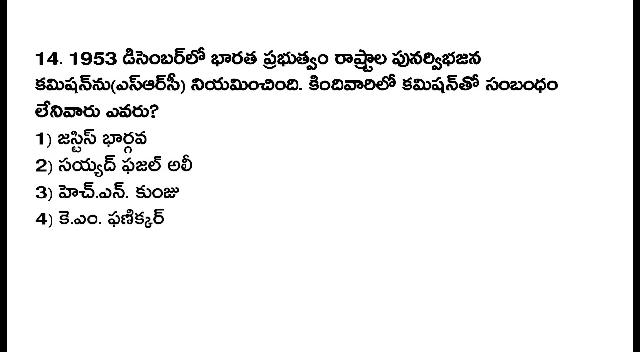 14. 1953 డిసెంబర్‌లో భారత ప్రభుత్వం రాష్ట్రాల పునర్విభజన
కమిషన్‌ను(ఎస్ఆర్‌సీ) నియమించింది. కిందివారిలో కమిషన్‌తో సంబంధం
లేనివారు ఎవరు?
1) జస్టిస్ భార్గవ
2) సయ్యద్ ఫజల్ అలీ
3) హెచ్.ఎన్. కుంజు
4) కె.ఎం. ఫణిక్కర్